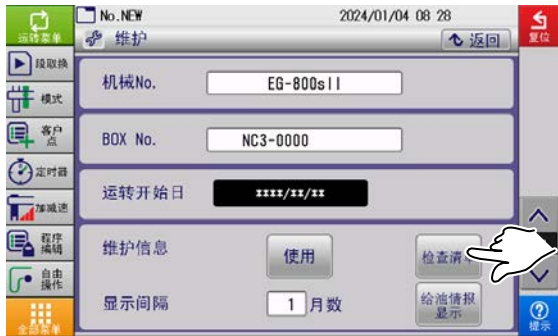 No.NEW 2024/01/04 08 28
运转菜单 维护 返回 复位
段取换
机械No. EG-800sII
模式
客户点
BOX No. NC3-0000
定时器
运转开始日 ****/**/**
加减速
程序编辑
维护信息 使用 检查清单
自由操作
显示间隔 1 月数 给油情报显示
全部菜单 提示